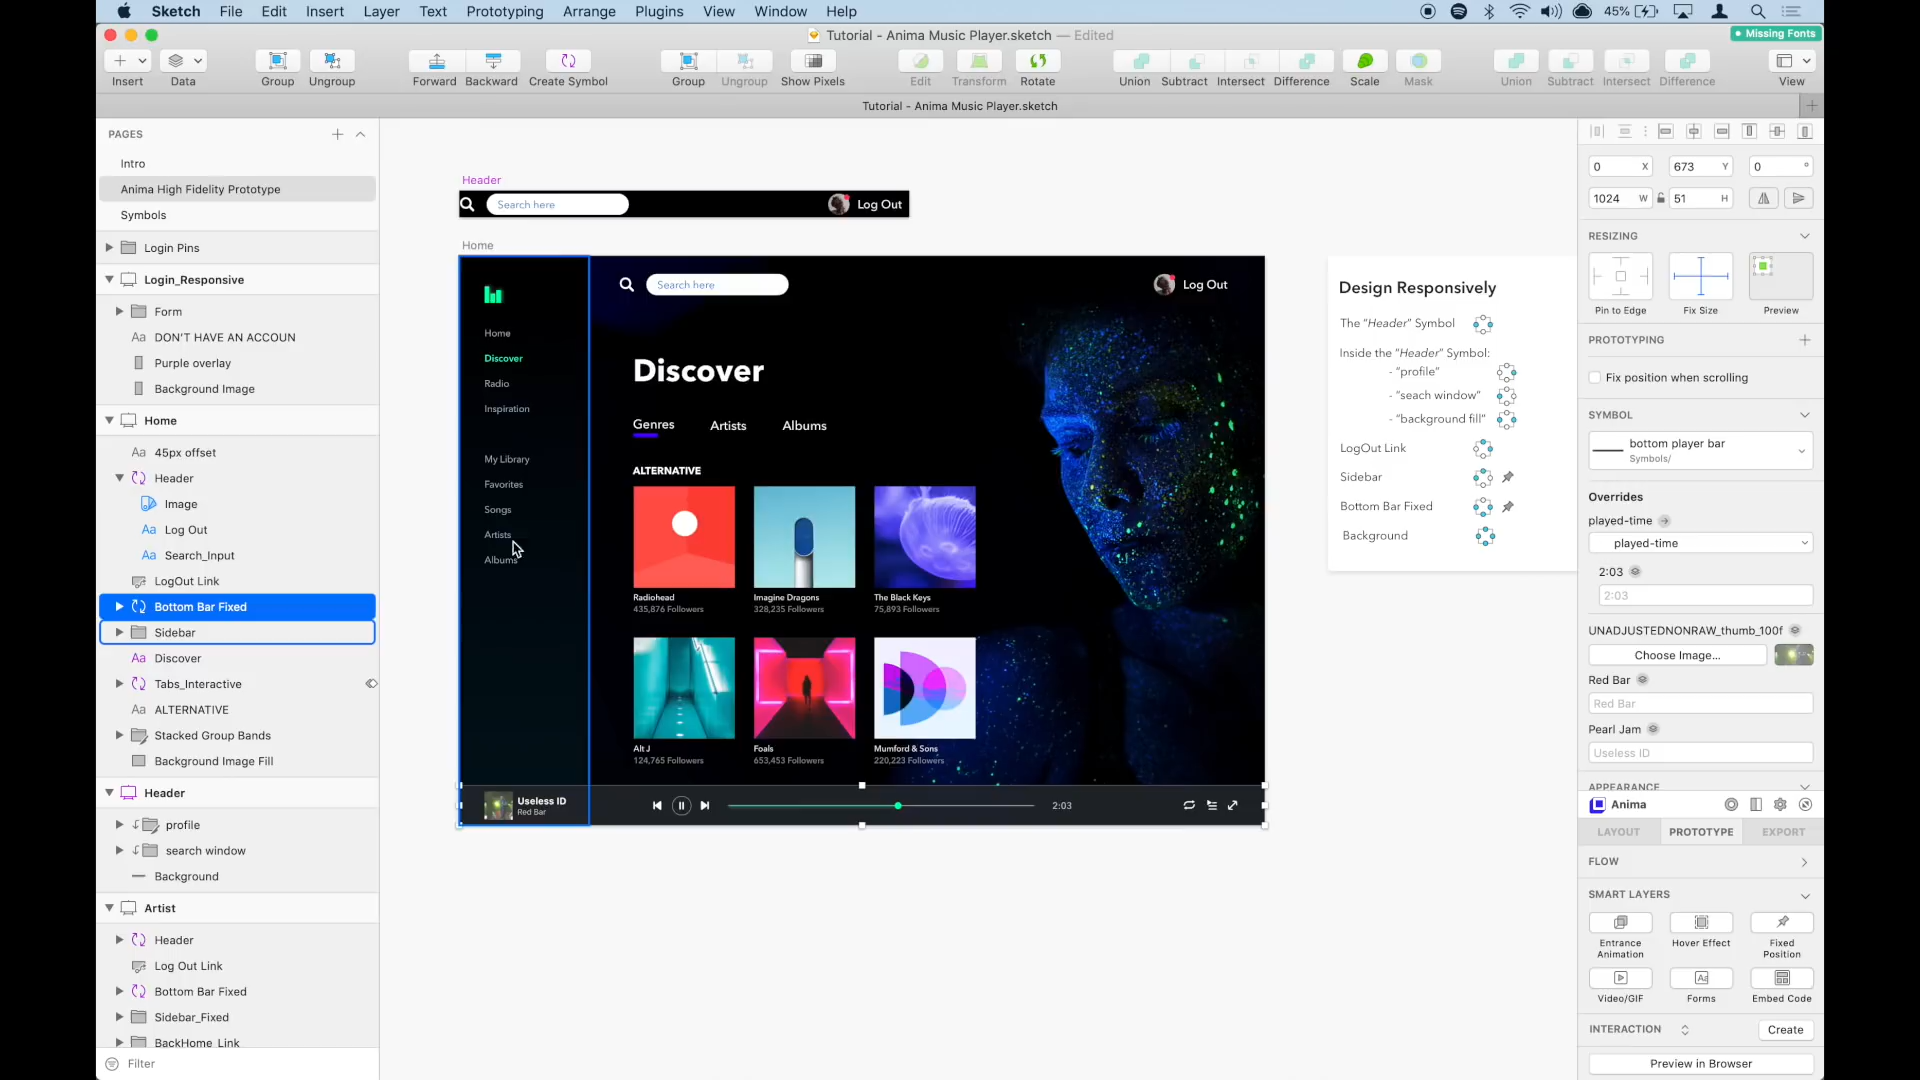 Sketch File Edit Insert Layer Text Prototyping Arrange Plugins View Window Help
45%
Tutorial - Anima Music Player.sketch — Edited
Missing Fonts
Insert Data Group Ungroup Forward Backward Create Symbol Group Ungroup Show Pixels Edit Transform Rotate Union Subtract Intersect Difference Scale Mask Union Subtract Intersect Difference View
Tutorial - Anima Music Player.sketch
PAGES
Intro
Anima High Fidelity Prototype
Symbols
Login Pins
Login_Responsive
Form
Aa DON'T HAVE AN ACCOUN
Purple overlay
Background Image
Home
Aa 45px offset
Header
Image
Aa Log Out
Aa Search_Input
LogOut Link
Bottom Bar Fixed
Sidebar
Aa Discover
Tabs_Interactive
Aa ALTERNATIVE
Stacked Group Bands
Background Image Fill
Header
profile
search window
Background
Artist
Header
Log Out Link
Bottom Bar Fixed
Sidebar_Fixed
BackHome_Link
Filter
Header
Search here
Log Out
Home
Home
Discover
Radio
Inspiration
My Library
Favorites
Songs
Artists
Albums
Search here
Log Out
Discover
Genres Artists Albums
ALTERNATIVE
Radiohead
435,876 Followers
Imagine Dragons
328,235 Followers
The Black Keys
75,893 Followers
Alt J
124,765 Followers
Foals
653,453 Followers
Mumford & Sons
220,223 Followers
Useless ID
Red Bar
2:03
Design Responsively
The "Header" Symbol
Inside the "Header" Symbol:
- "profile"
- "seach window"
- "background fill"
LogOut Link
Sidebar
Bottom Bar Fixed
Background
0 X 673 Y 0 °
1024 W 51 H
RESIZING
Pin to Edge Fix Size Preview
PROTOTYPING
Fix position when scrolling
SYMBOL
bottom player bar
Symbols/
Overrides
played-time
played-time
2:03
2:03
UNADJUSTEDNONRAW_thumb_100f
Choose Image...
Red Bar
Red Bar
Pearl Jam
Useless ID
APPEARANCE
Anima
LAYOUT PROTOTYPE EXPORT
FLOW
SMART LAYERS
Entrance Animation
Hover Effect
Fixed Position
Video/GIF
Aa
Forms
Embed Code
INTERACTION Create
Preview in Browser